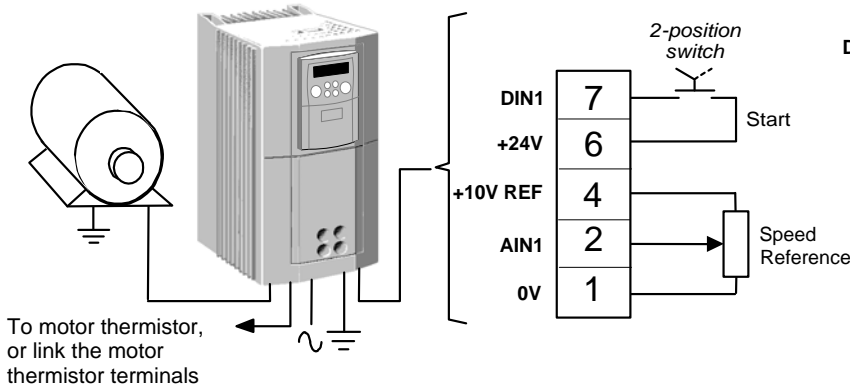 2-position
switch
D
DIN1 7
+24V 6
Start
+10V REF 4
AIN1 2
Speed
Reference
0V 1
To motor thermistor,
or link the motor
thermistor terminals